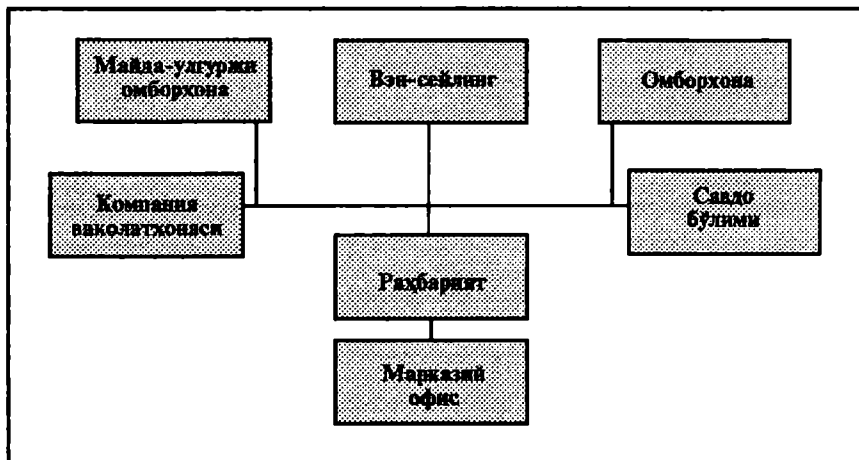 Майда-улгуржи
омборхона
Вэн-сейлинг
Омборхона
Компания
ваколатхонаси
Савдо
бўлими
Раҳбарият
Марказий
офис